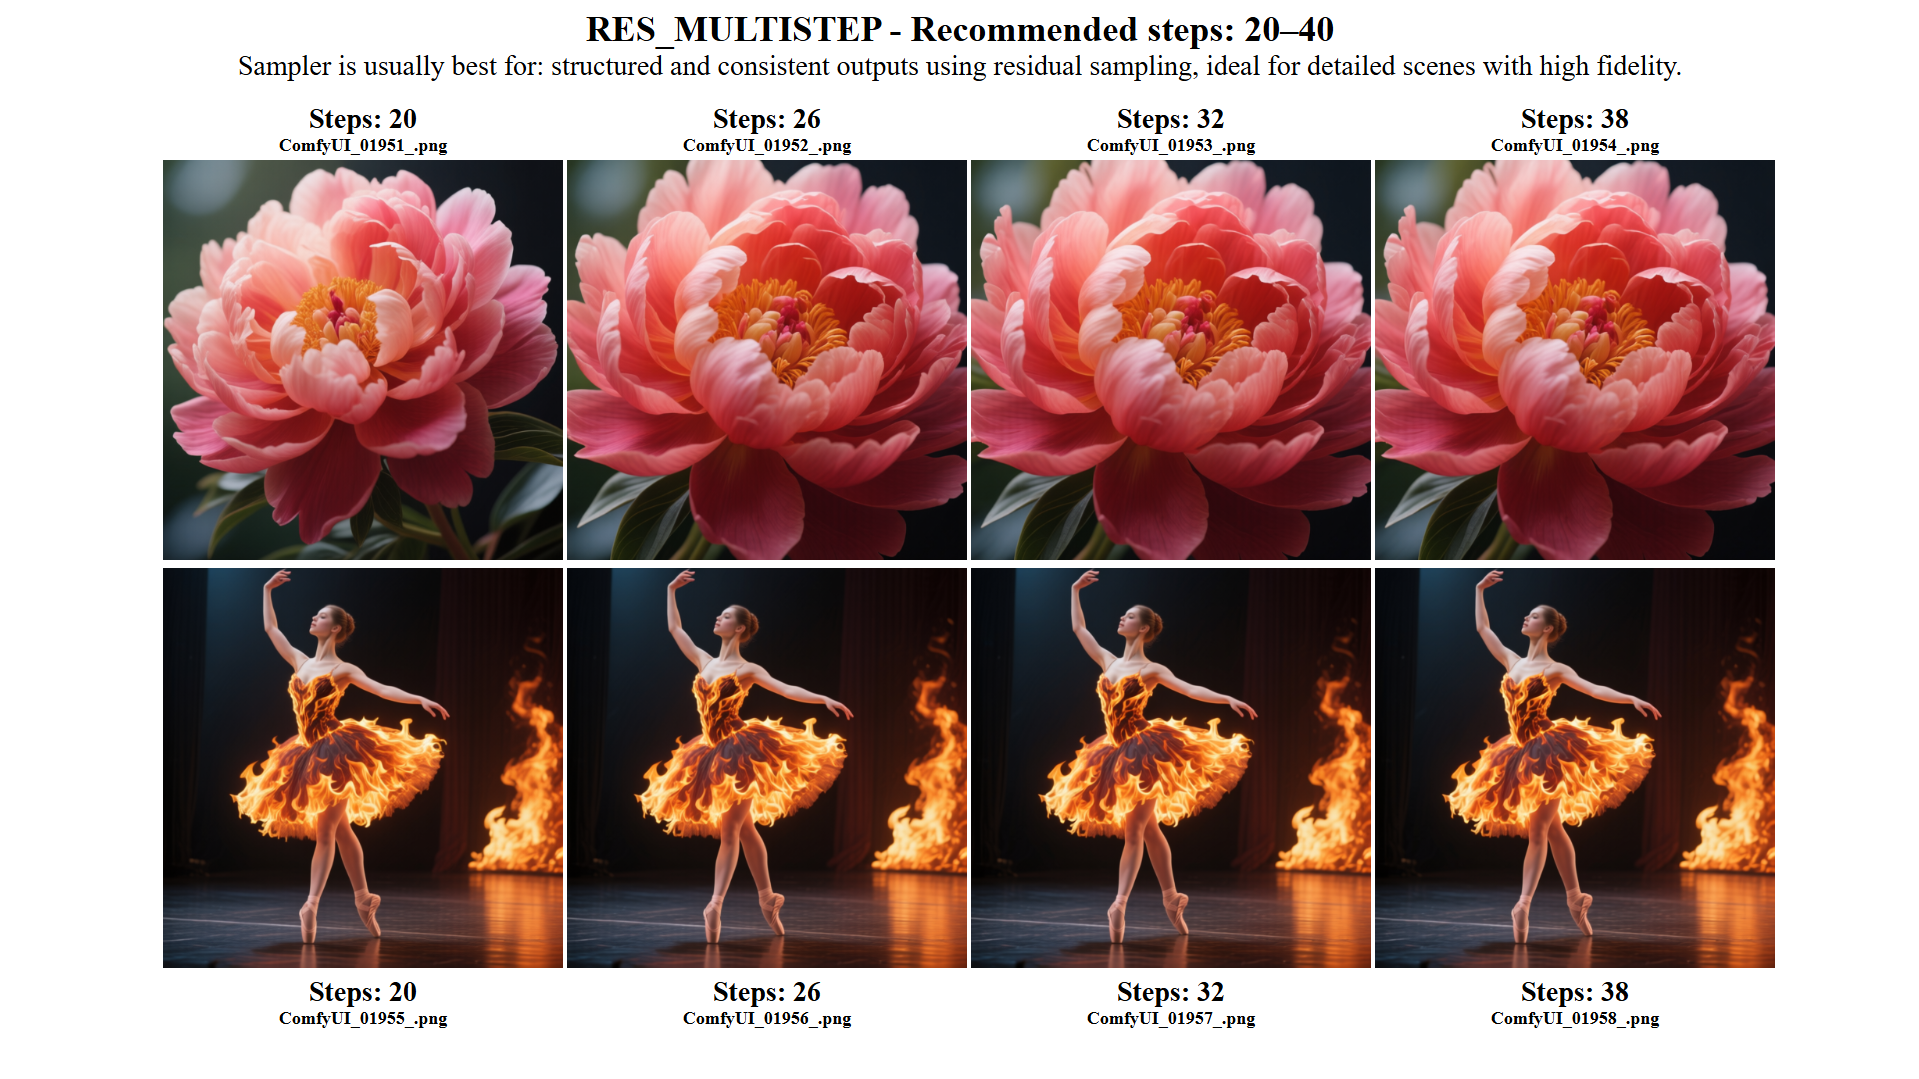 RES_MULTISTEP - Recommended steps: 20–40
Sampler is usually best for: structured and consistent outputs using residual sampling, ideal for detailed scenes with high fidelity.
Steps: 20
ComfyUI_01951_.png
Steps: 26
ComfyUI_01952_.png
Steps: 32
ComfyUI_01953_.png
Steps: 38
ComfyUI_01954_.png
Steps: 20
ComfyUI_01955_.png
Steps: 26
ComfyUI_01956_.png
Steps: 32
ComfyUI_01957_.png
Steps: 38
ComfyUI_01958_.png